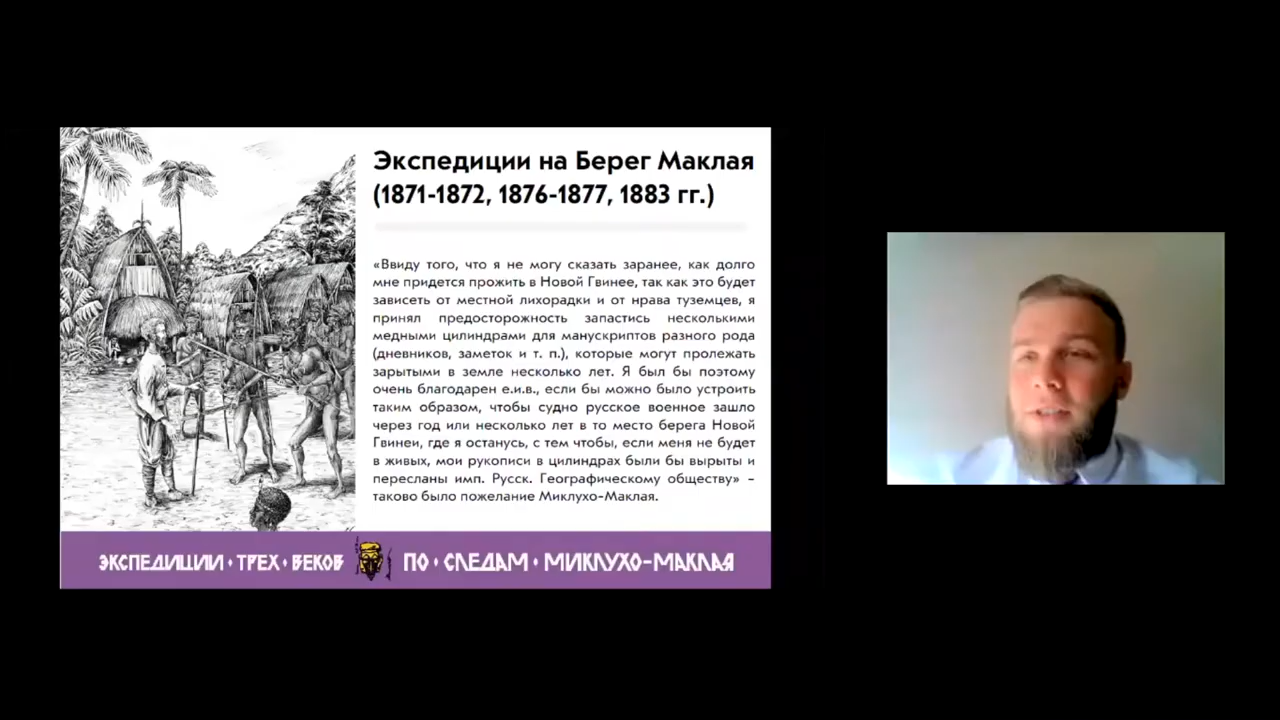 Экспедиции на Берег Маклая
(1871-1872, 1876-1877, 1883 гг.)
«Ввиду того, что я не могу сказать заранее, как долго
мне придется прожить в Новой Гвинее, так как это будет
зависеть от местной лихорадки и от нрава туземцев, я
принял предосторожность запастись несколькими
медными цилиндрами для манускриптов разного рода
(дневников, заметок и т. п.), которые могут пролежать
зарытыми в земле несколько лет. Я был бы поэтому
очень благодарен е.и.в., если бы можно было устроить
таким образом, чтобы судно русское военное зашло
через год или несколько лет в то место берега Новой
Гвинеи, где я останусь, с тем чтобы, если меня не будет
в живых, мои рукописи в цилиндрах были бы вырыты и
пересланы имп. Русск. Географическому обществу» –
таково было пожелание Миклухо-Маклая.
ЭКСПЕДИЦИИ • ТРЕХ • ВЕКОВ ПО • СЛЕДАМ • МИКЛУХО-МАКЛАЯ